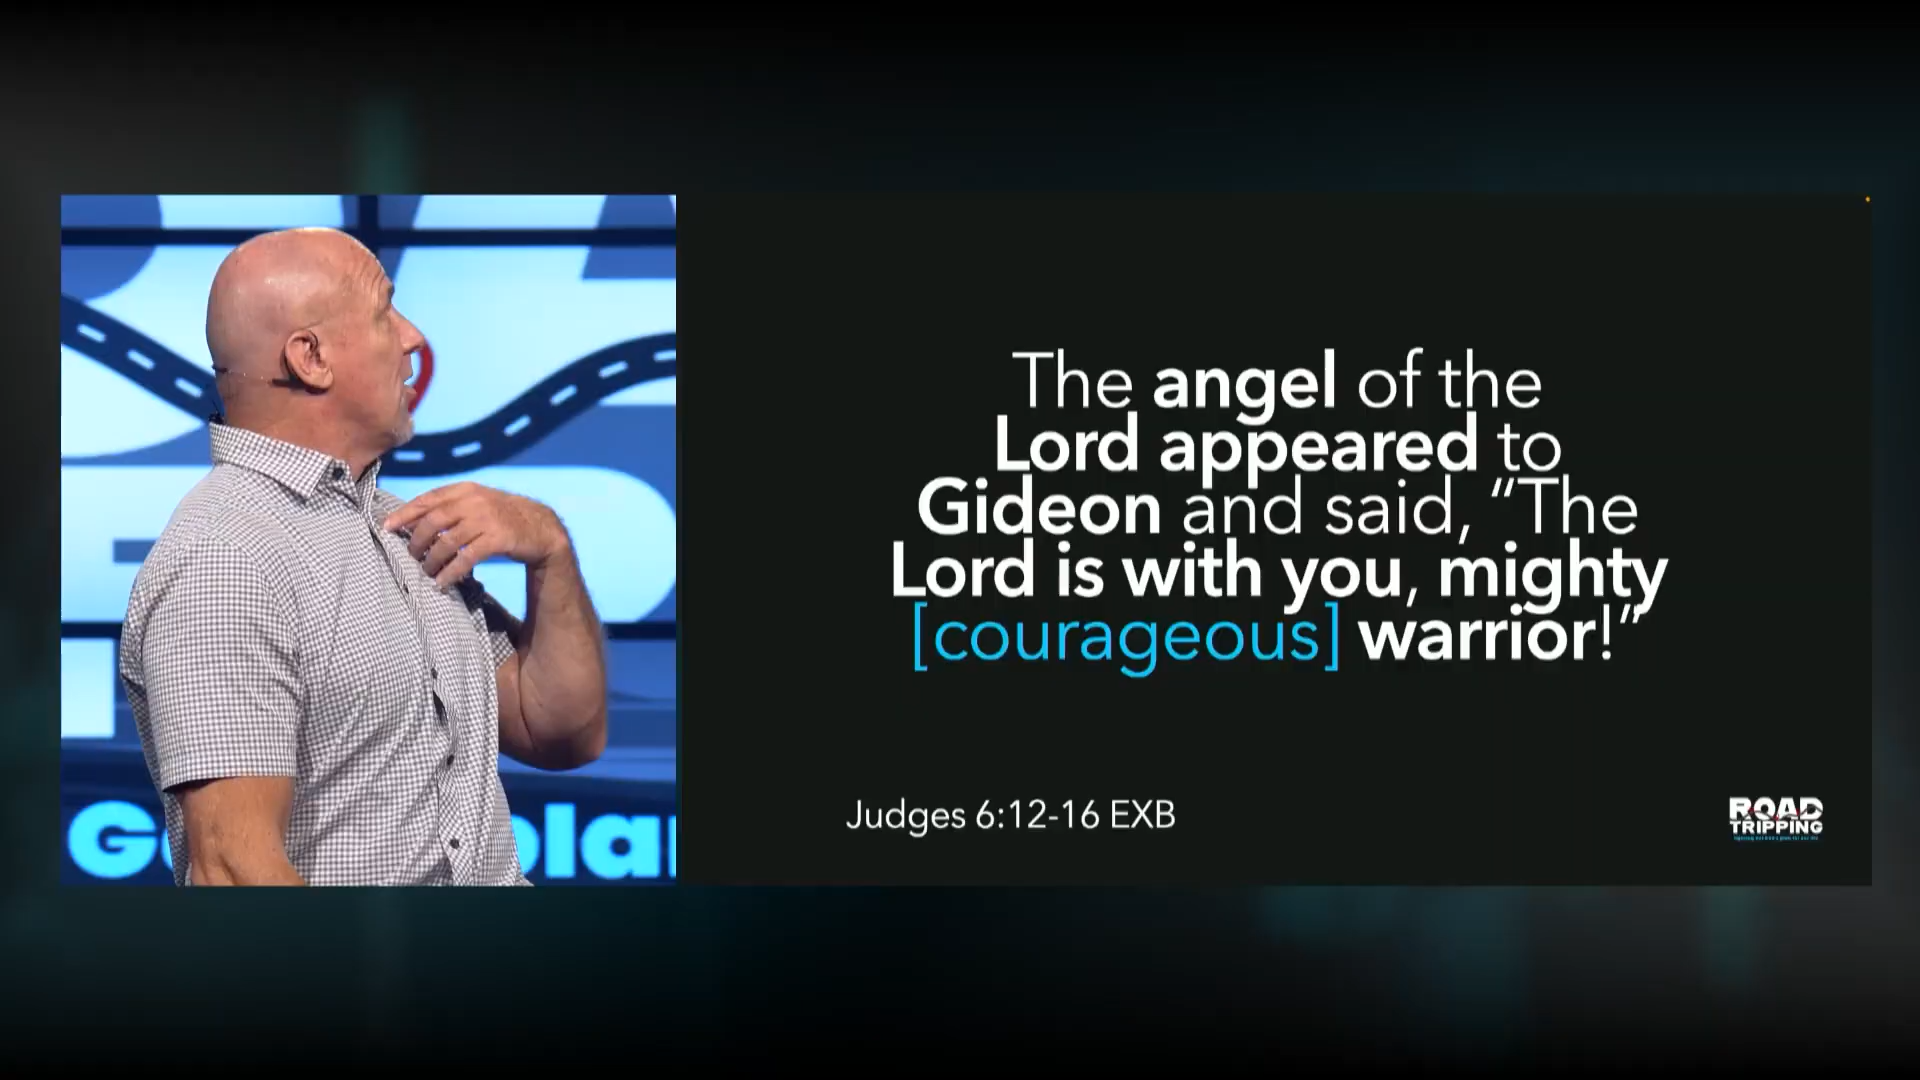 The angel of the
Lord appeared to
Gideon and said, “The
Lord is with you, mighty
[courageous] warrior!”
Judges 6:12-16 EXB
ROAD
TRIPPING